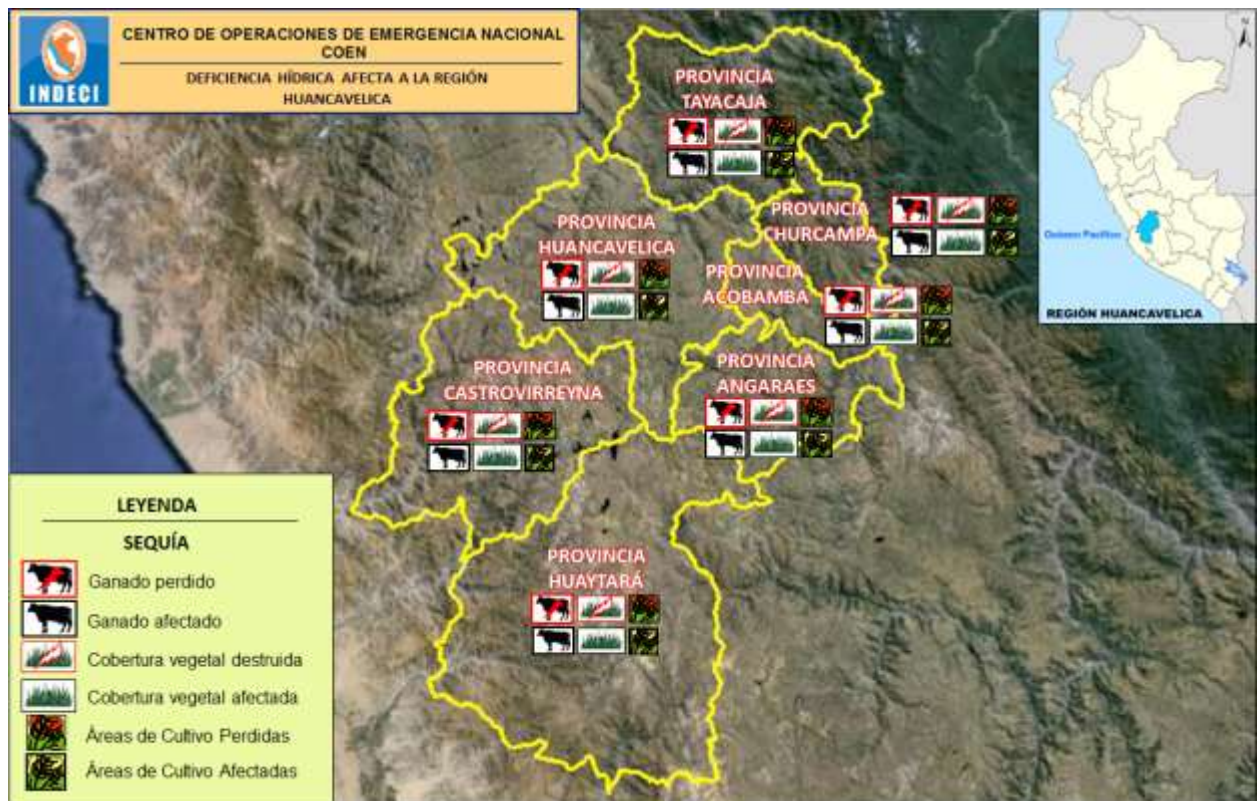 INDECI
CENTRO DE OPERACIONES DE EMERGENCIA NACIONAL
COEN
DEFICIENCIA HÍDRICA AFECTA A LA REGIÓN
HUANCAVELICA
N
Océano Pacífico
REGIÓN HUANCAVELICA
PROVINCIA
TAYACAJA
PROVINCIA
CHURCAMPA
PROVINCIA
HUANCAVELICA
PROVINCIA
ACOBAMBA
PROVINCIA
ANGARAES
PROVINCIA
CASTROVIRREYNA
PROVINCIA
HUAYTARÁ
LEYENDA
SEQUÍA
Ganado perdido
Ganado afectado
Cobertura vegetal destruida
Cobertura vegetal afectada
Áreas de Cultivo Perdidas
Áreas de Cultivo Afectadas